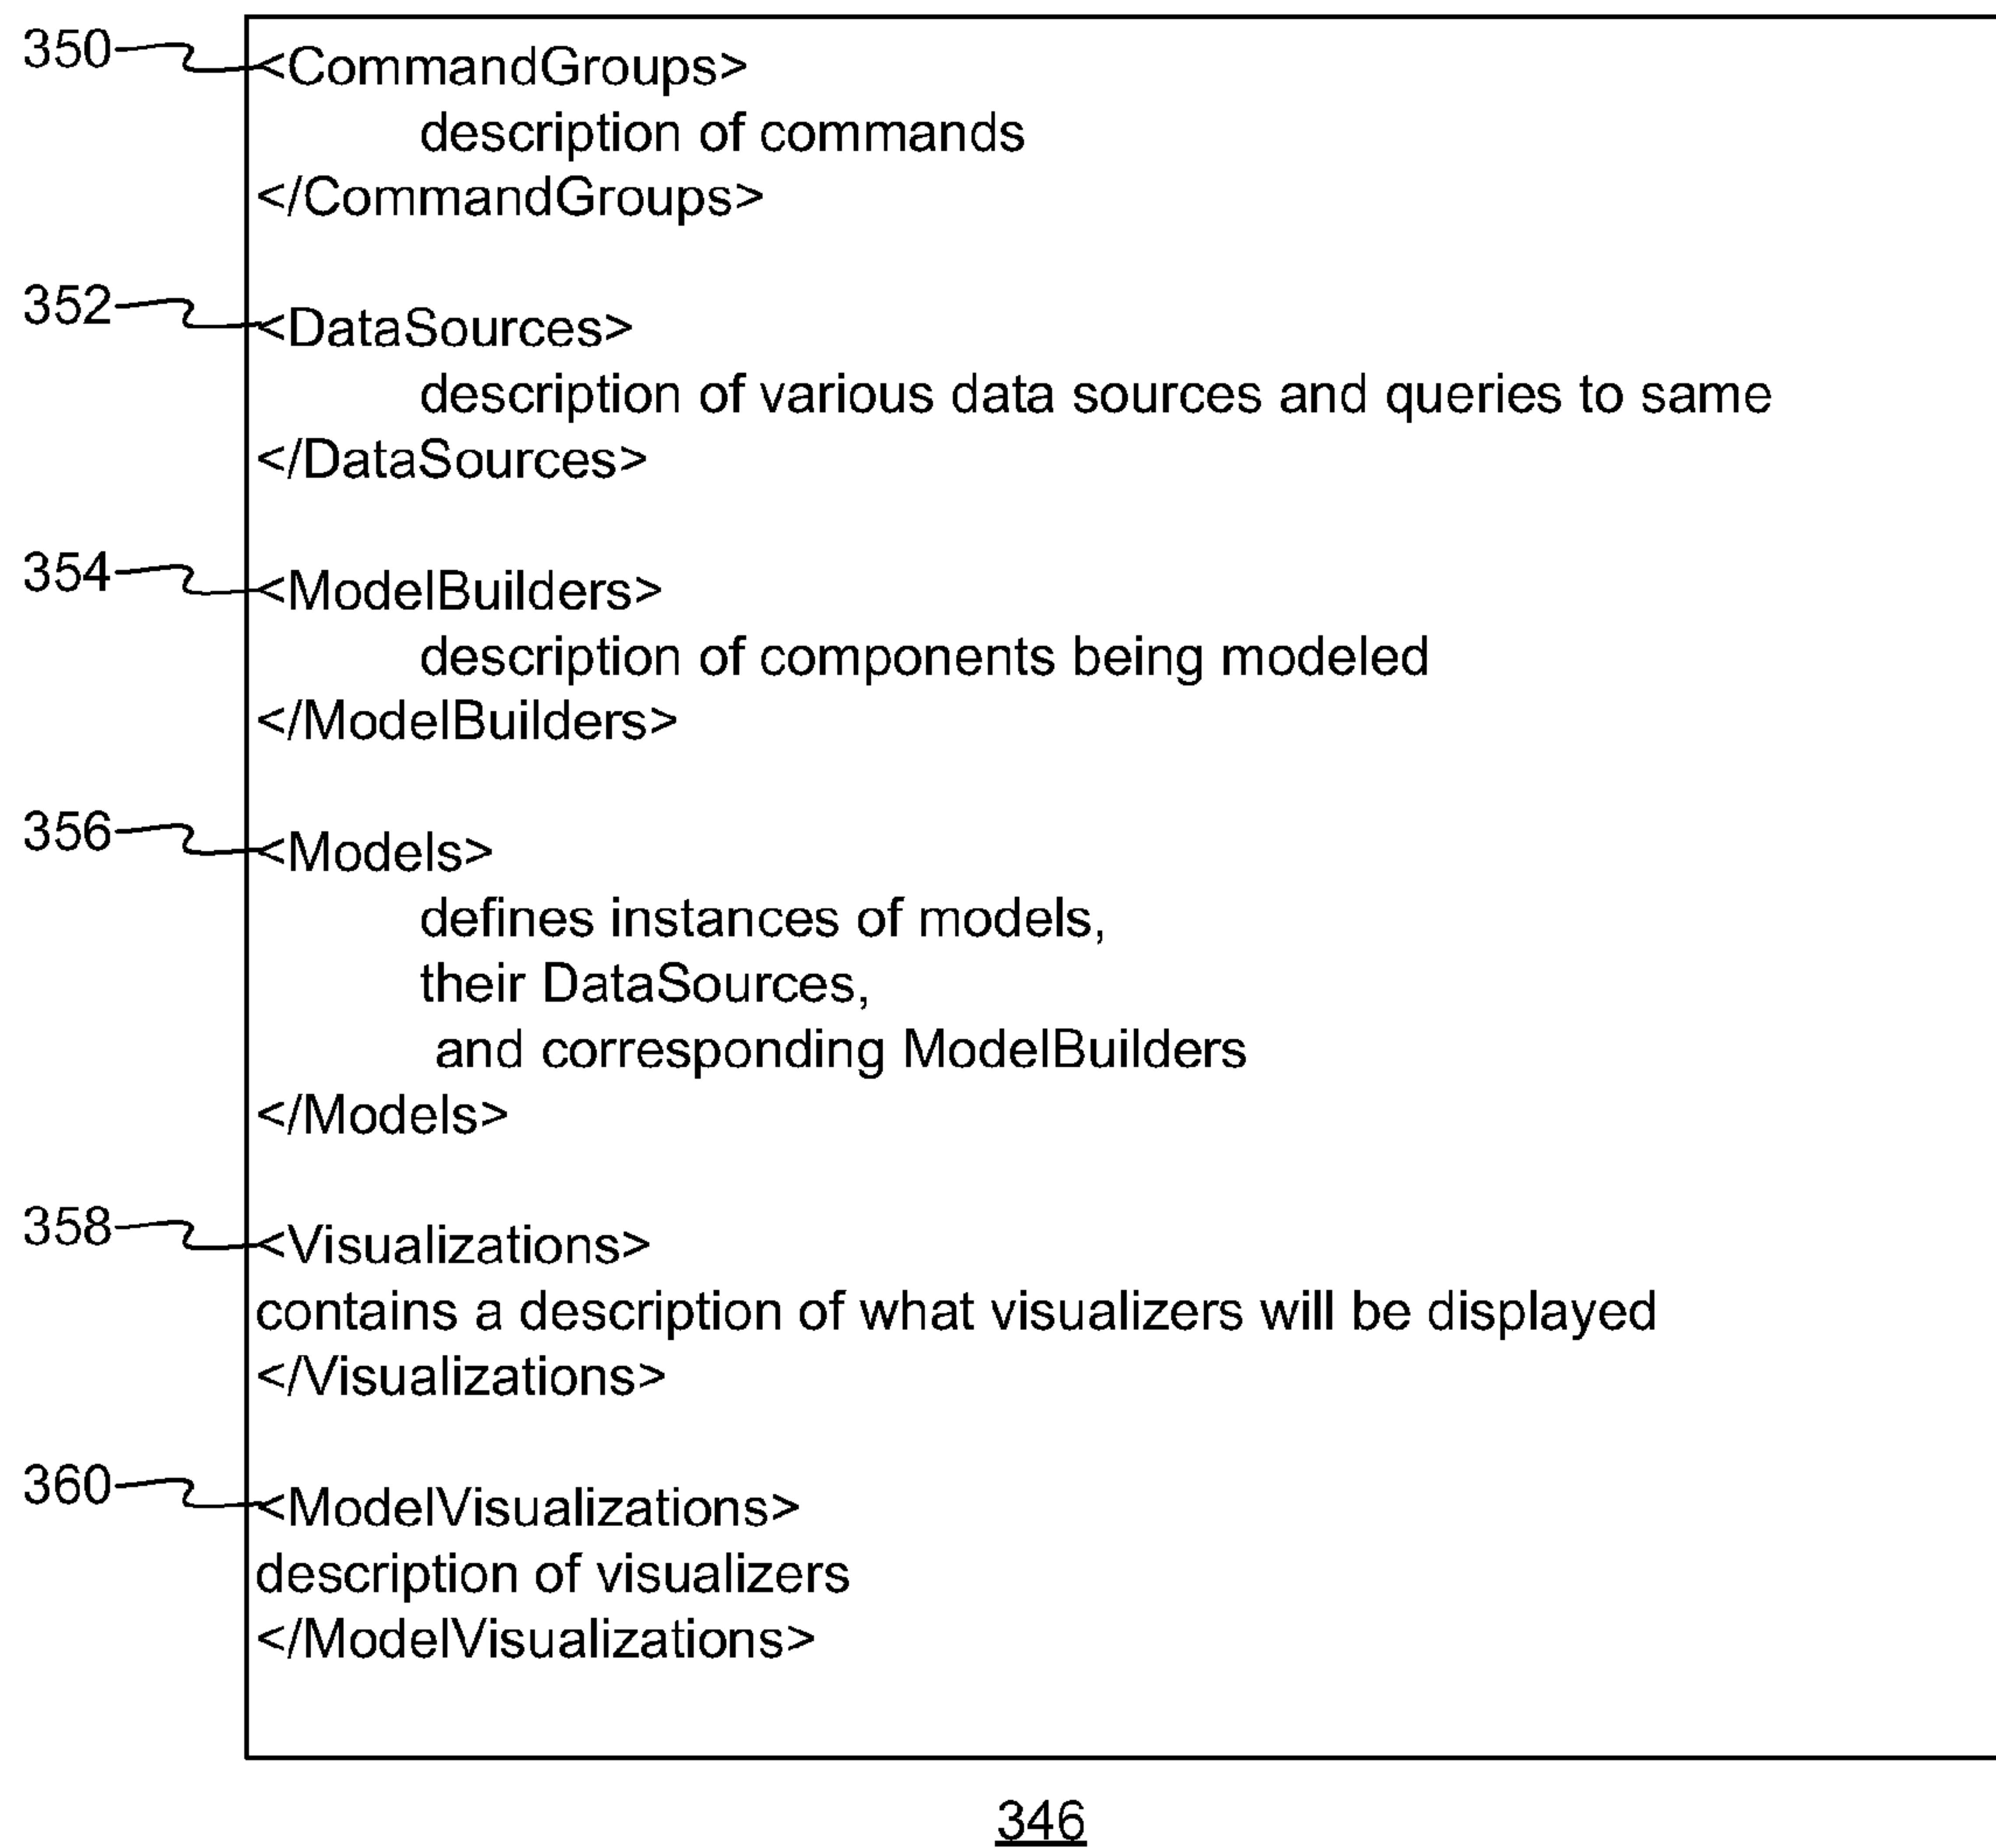 350 <CommandGroups>
description of commands
</CommandGroups>
352 <DataSources>
description of various data sources and queries to same
</DataSources>
354 <ModelBuilders>
description of components being modeled
</ModelBuilders>
356 <Models>
defines instances of models,
their DataSources,
and corresponding ModelBuilders
</Models>
358 <Visualizations>
contains a description of what visualizers will be displayed
</Visualizations>
360 <ModelVisualizations>
description of visualizers
</ModelVisualizations>
346